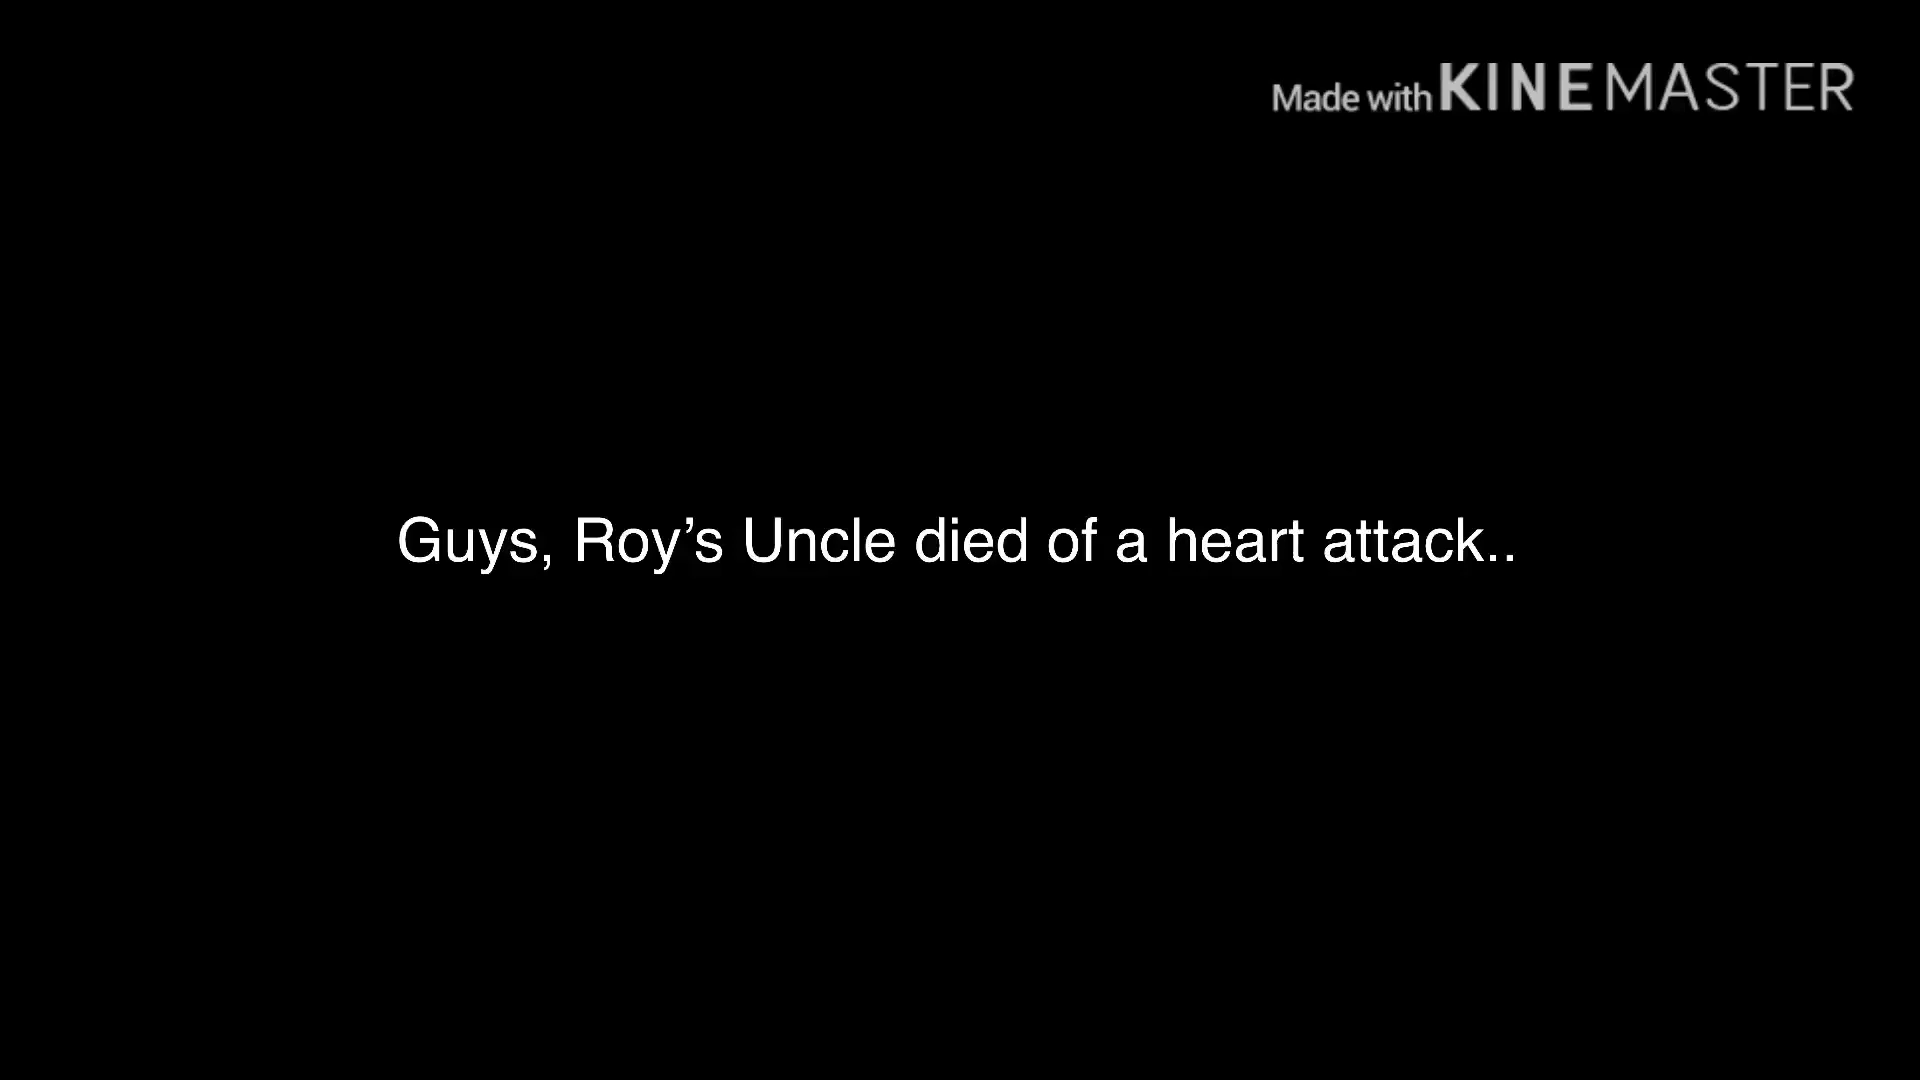 Made with KINEMASTER
Guys, Roy’s Uncle died of a heart attack..